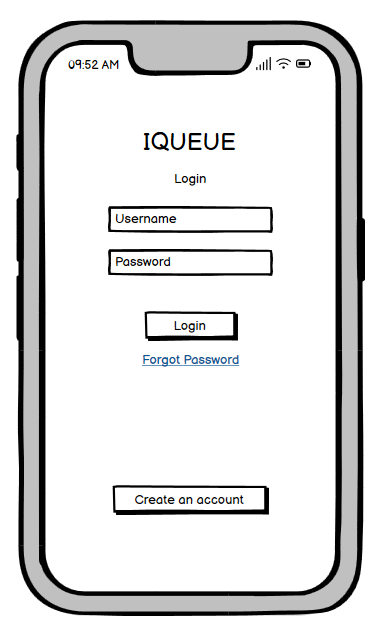 09:52 AM
IQUEUE
Login
Username
Password
Login
Forgot Password
Create an account